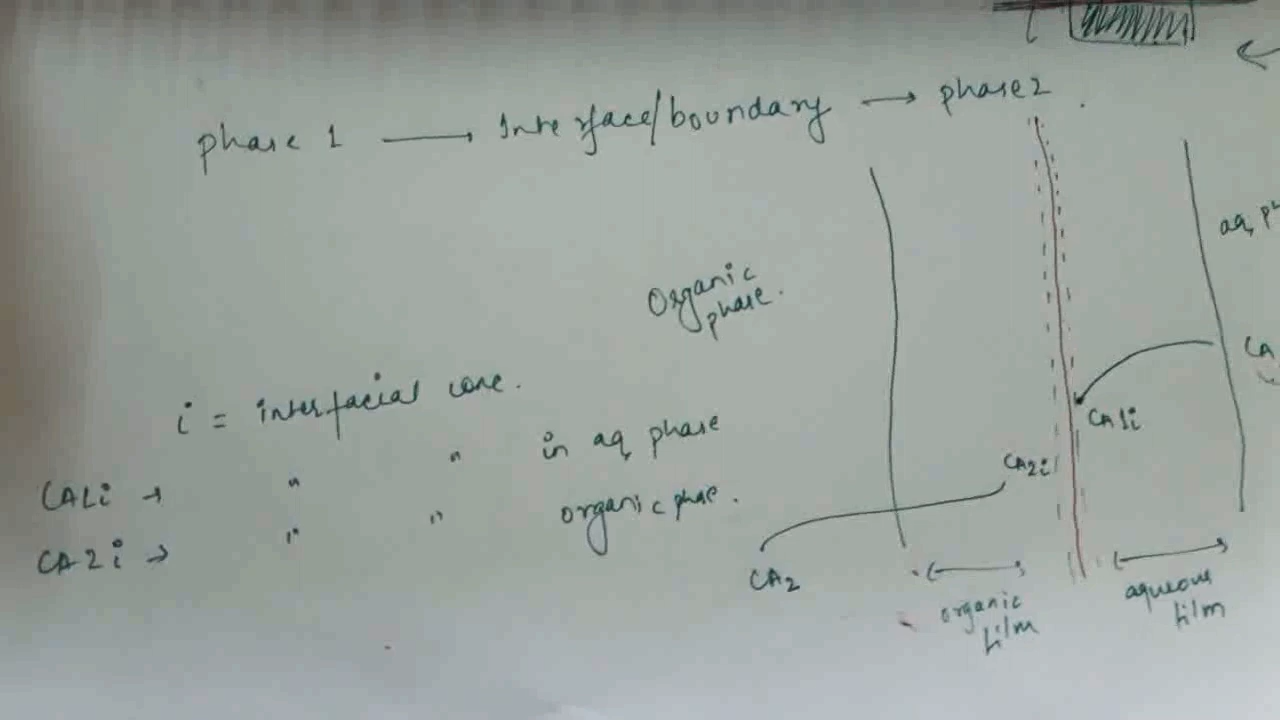 phase 1 → Interface/boundary → phase 2.
Organic
phase.
aq
CA
i = interfacial conc.
CA1i → " " in aq phase
CA2i → " " organic phase.
CA1i
CA2i
CA2
organic
film
aqueous
film